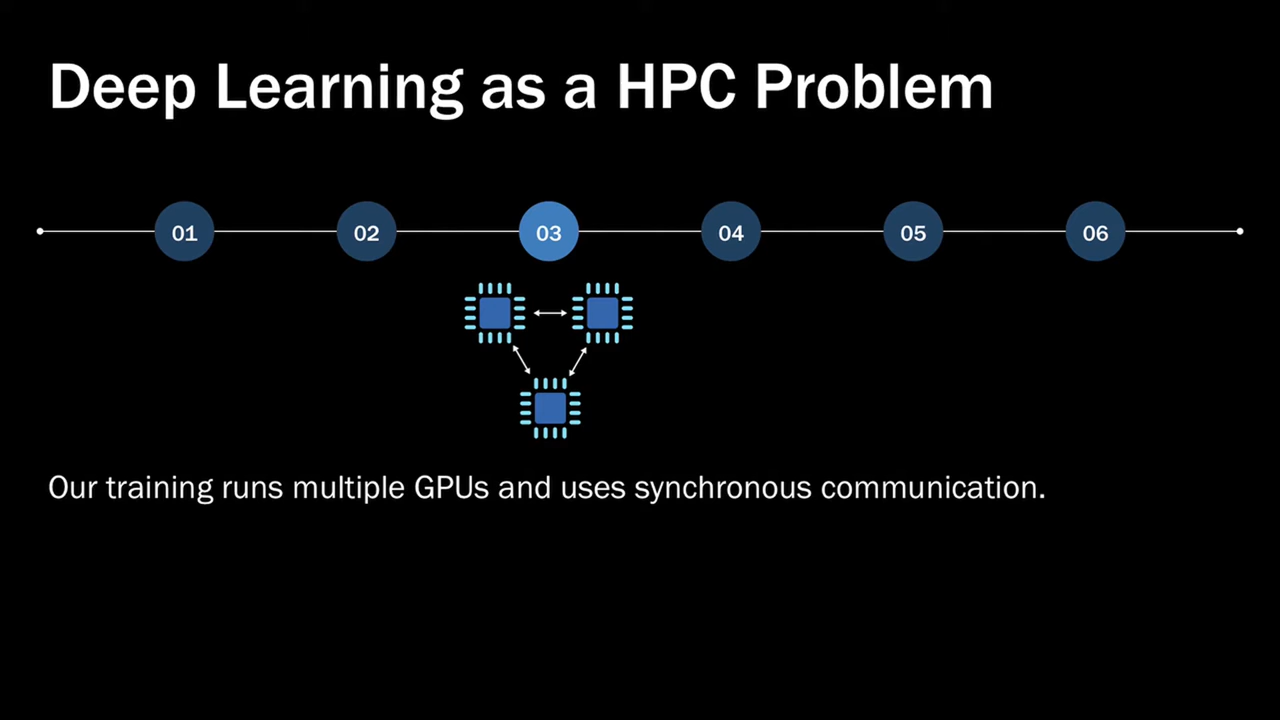 Deep Learning as a HPC Problem
01 02 03 04 05 06
Our training runs multiple GPUs and uses synchronous communication.